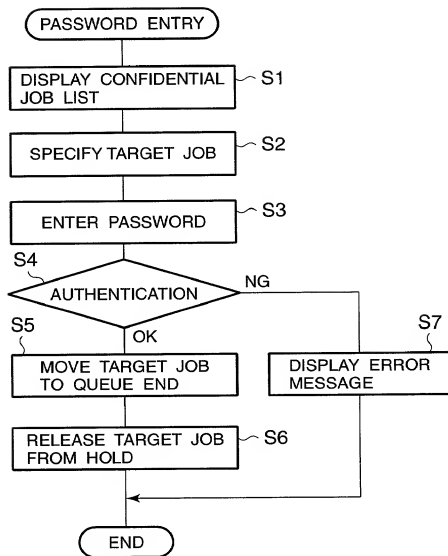 PASSWORD ENTRY
DISPLAY CONFIDENTIAL
JOB LIST
S1
SPECIFY TARGET JOB
S2
ENTER PASSWORD
S3
S4
AUTHENTICATION
NG
OK
S5
MOVE TARGET JOB
TO QUEUE END
S7
DISPLAY ERROR
MESSAGE
RELEASE TARGET JOB
FROM HOLD
S6
END